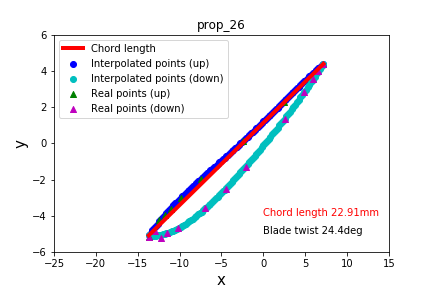 prop_26
Chord length
Interpolated points (up)
Interpolated points (down)
Real points (up)
Real points (down)
6
4
2
0
−2
−4
−6
y
Chord length 22.91mm
Blade twist 24.4deg
−25 −20 −15 −10 −5 0 5 10 15
x